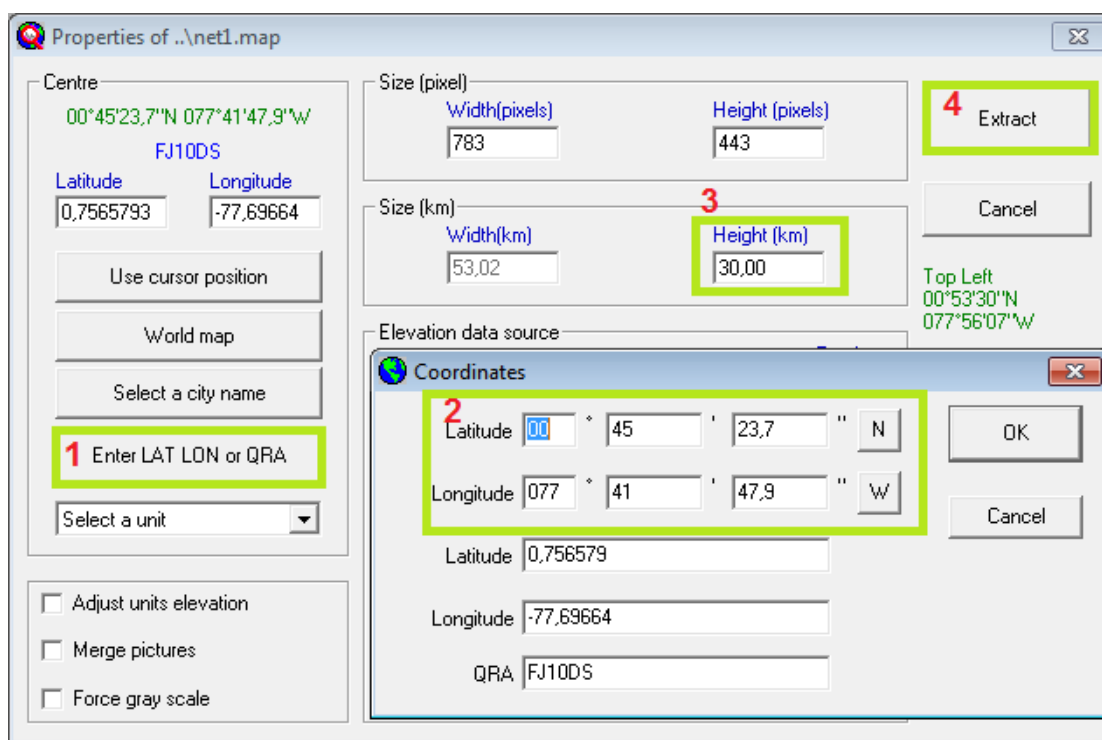 Properties of ..\net1.map
Centre
00°45'23,7''N 077°41'47,9''W
FJ10DS
Latitude Longitude
0,7565793 -77,69664
Use cursor position
World map
Select a city name
1 Enter LAT LON or QRA
Select a unit
Adjust units elevation
Merge pictures
Force gray scale
Size (pixel)
Width(pixels) Height (pixels)
783 443
Size (km)
3
Width(km) Height (km)
53,02 30,00
Elevation data source
4 Extract
Cancel
Top Left
00°53'30''N
077°56'07''W
Coordinates
2
Latitude 00 ° 45 ' 23,7 '' N
Longitude 077 ° 41 ' 47,9 '' W
Latitude 0,756579
Longitude -77,69664
QRA FJ10DS
OK
Cancel